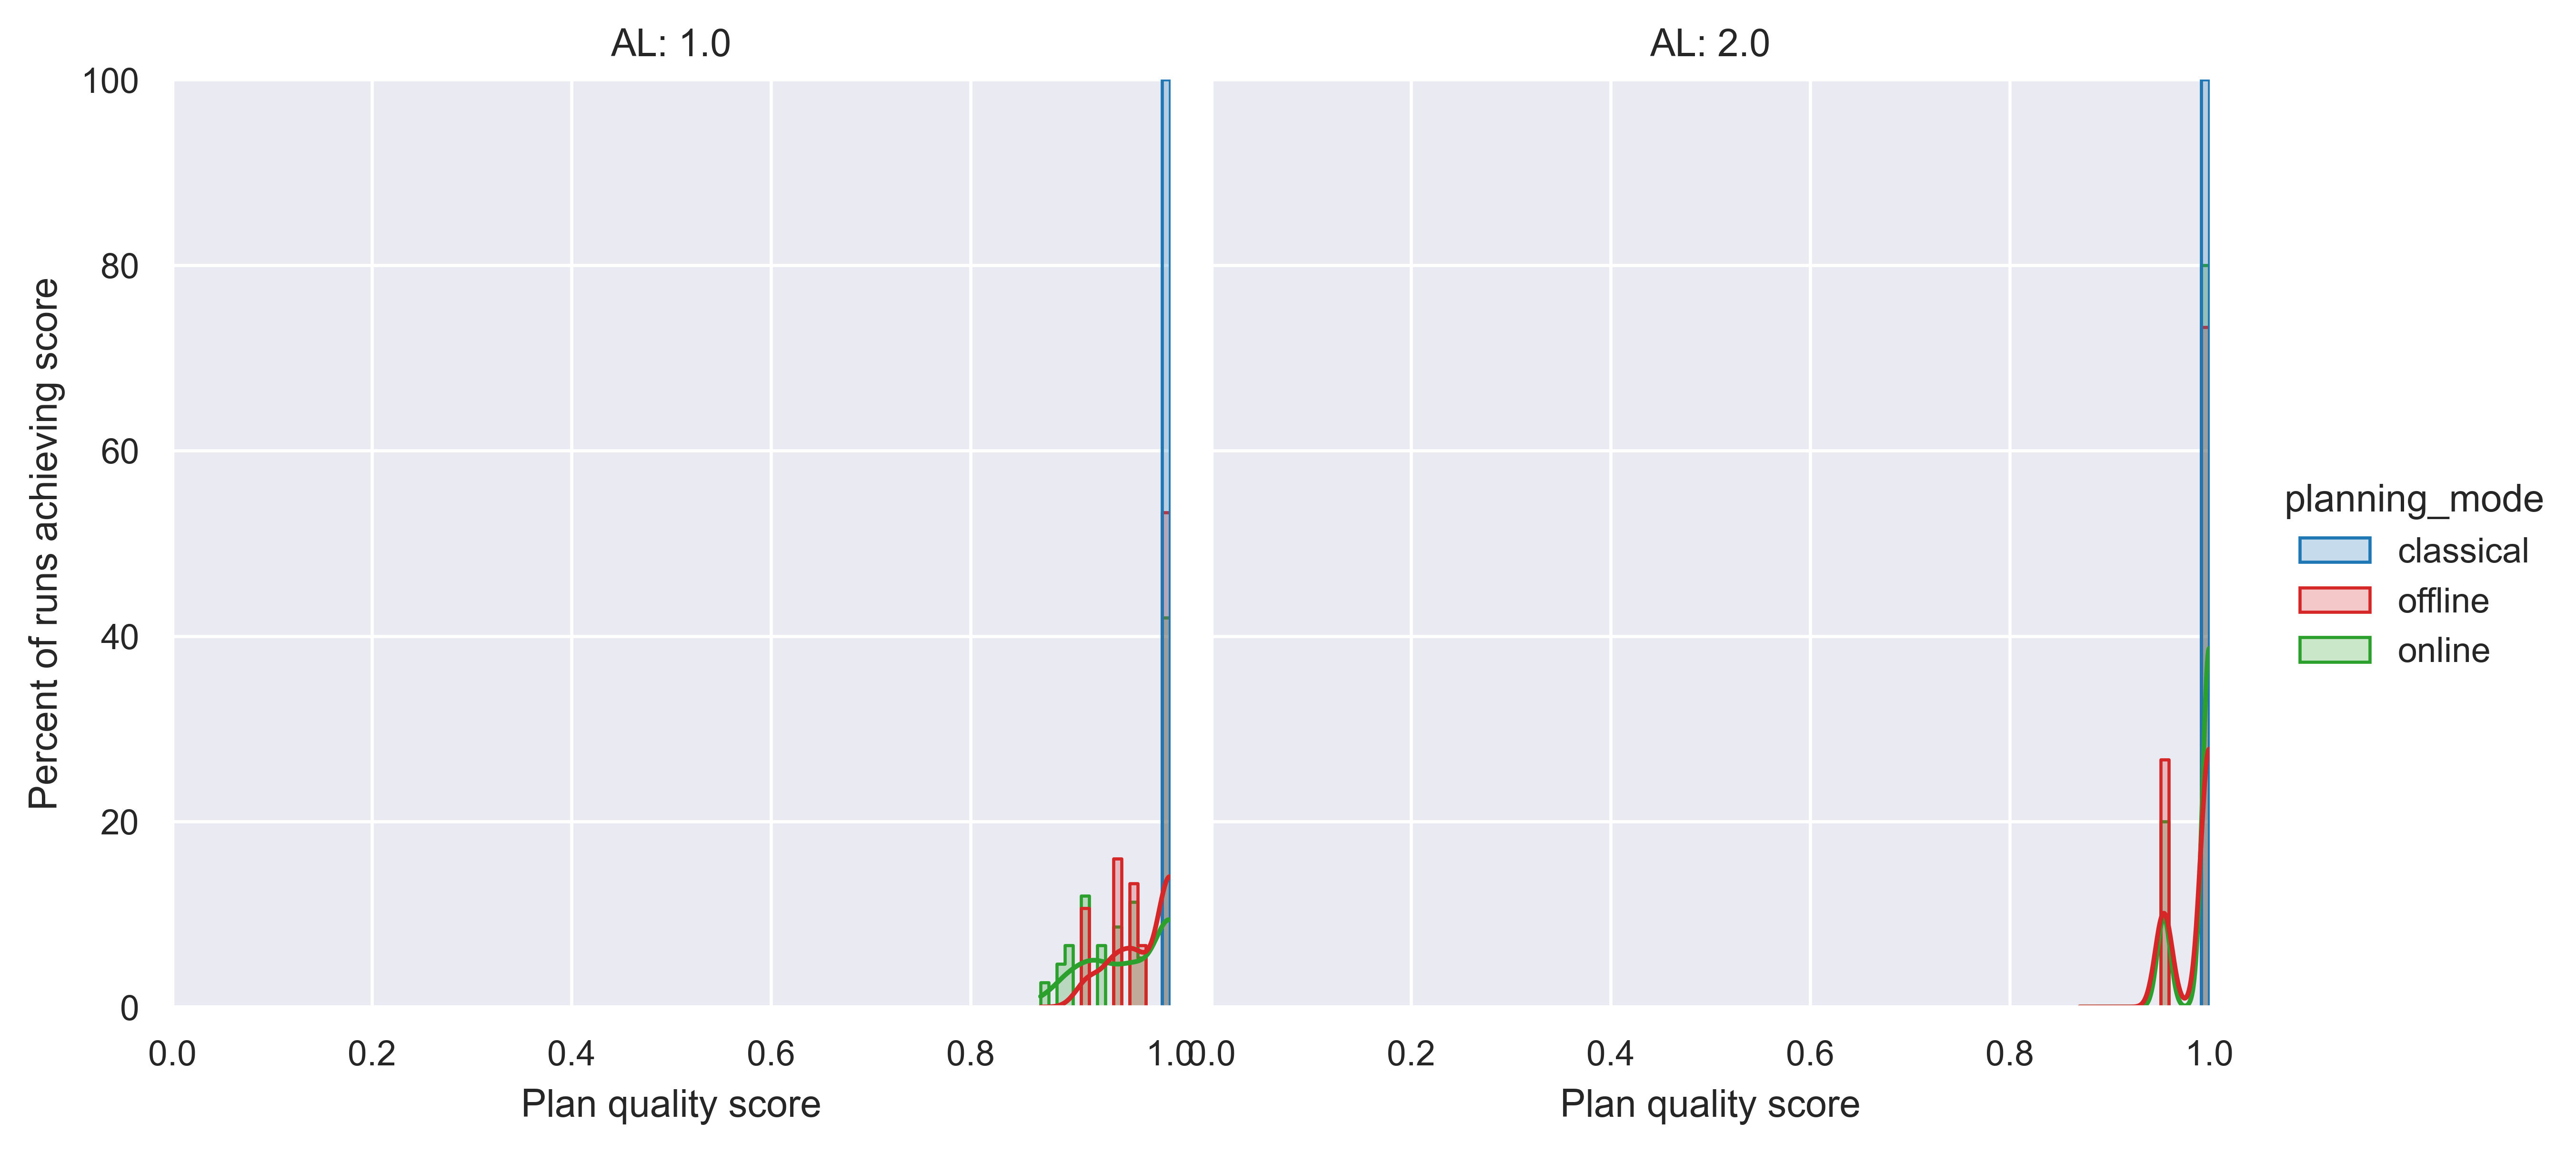 AL: 1.0
AL: 2.0
Percent of runs achieving score
100
80
60
40
20
0
0.0 0.2 0.4 0.6 0.8 1.0
0.0 0.2 0.4 0.6 0.8 1.0
Plan quality score
Plan quality score
planning_mode
classical
offline
online